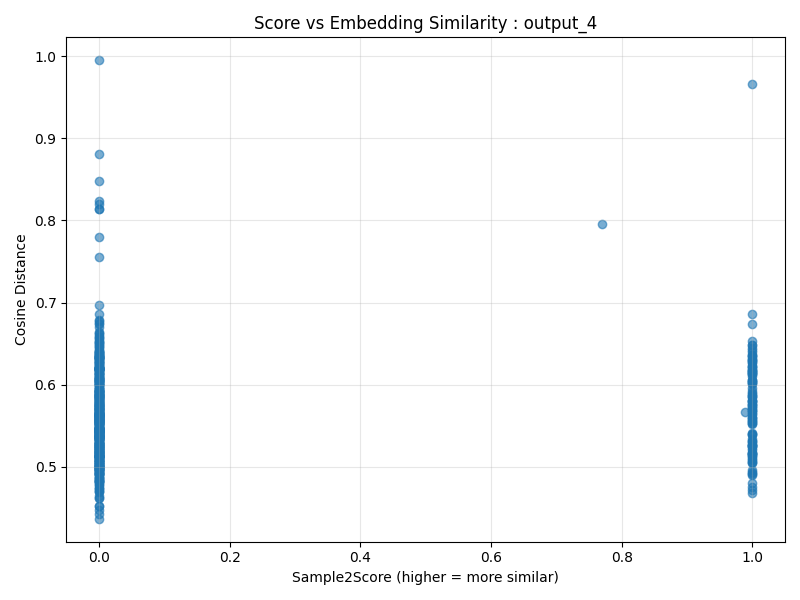 Score vs Embedding Similarity : output_4
1.0
0.9
0.8
0.7
0.6
0.5
Cosine Distance
0.0 0.2 0.4 0.6 0.8 1.0
Sample2Score (higher = more similar)